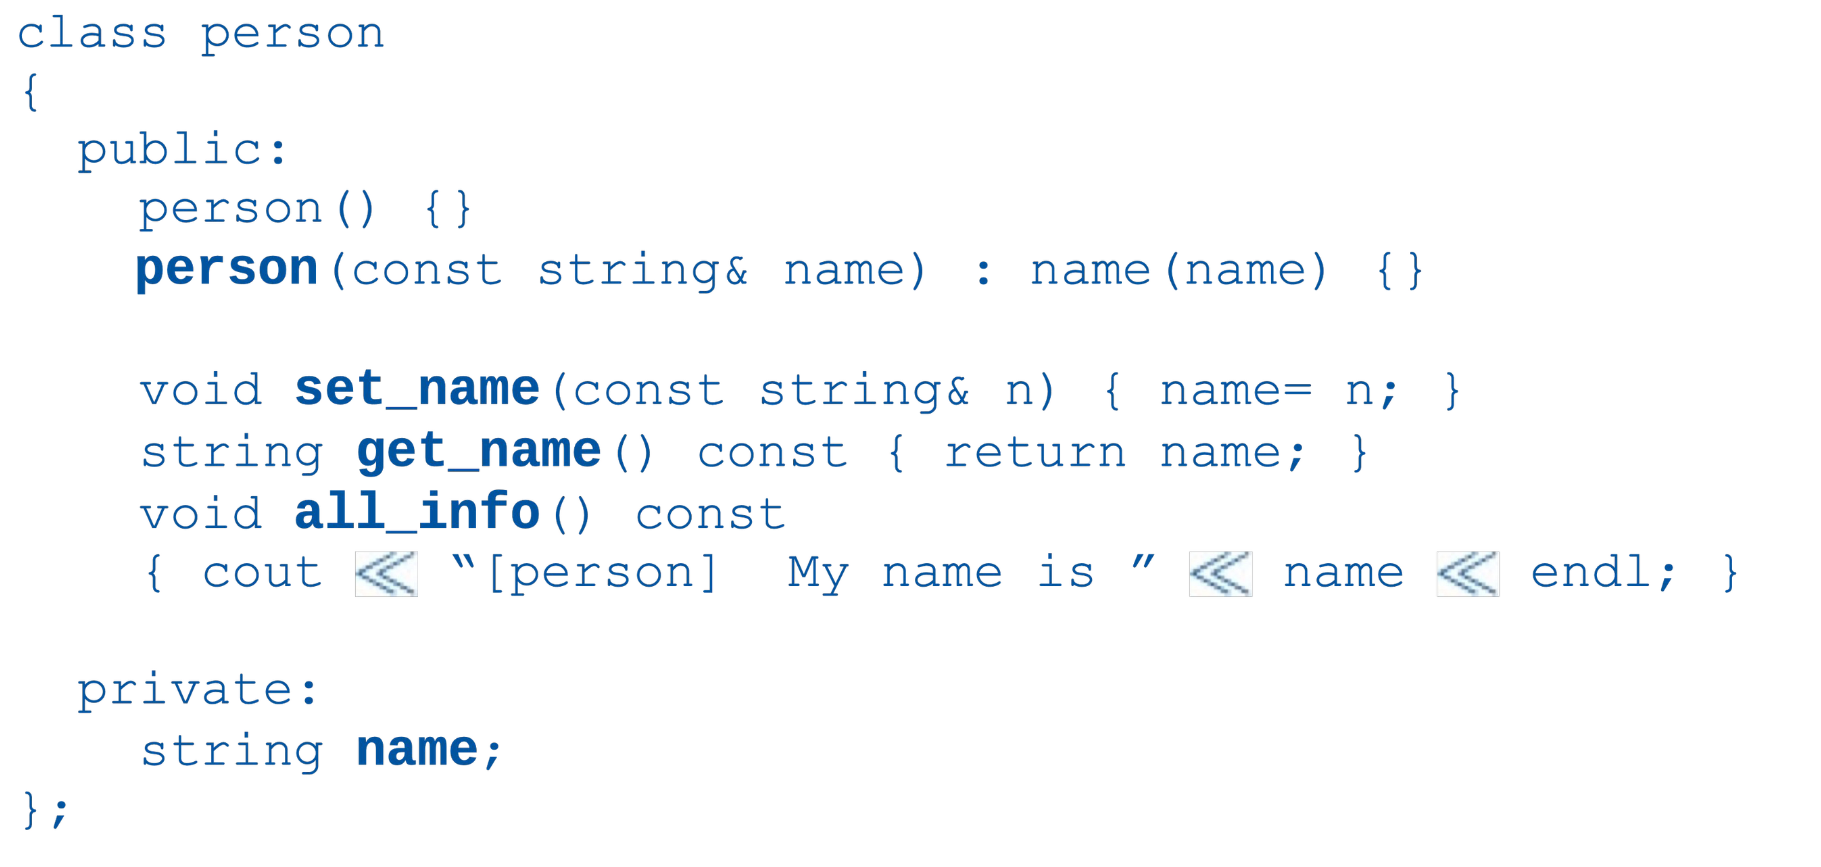 class person
{
  public:
    person() {}
    person(const string& name) : name(name) {}

    void set_name(const string& n) { name= n; }
    string get_name() const { return name; }
    void all_info() const
    { cout ≪ “[person]  My name is ” ≪ name ≪ endl; }

  private:
    string name;
};